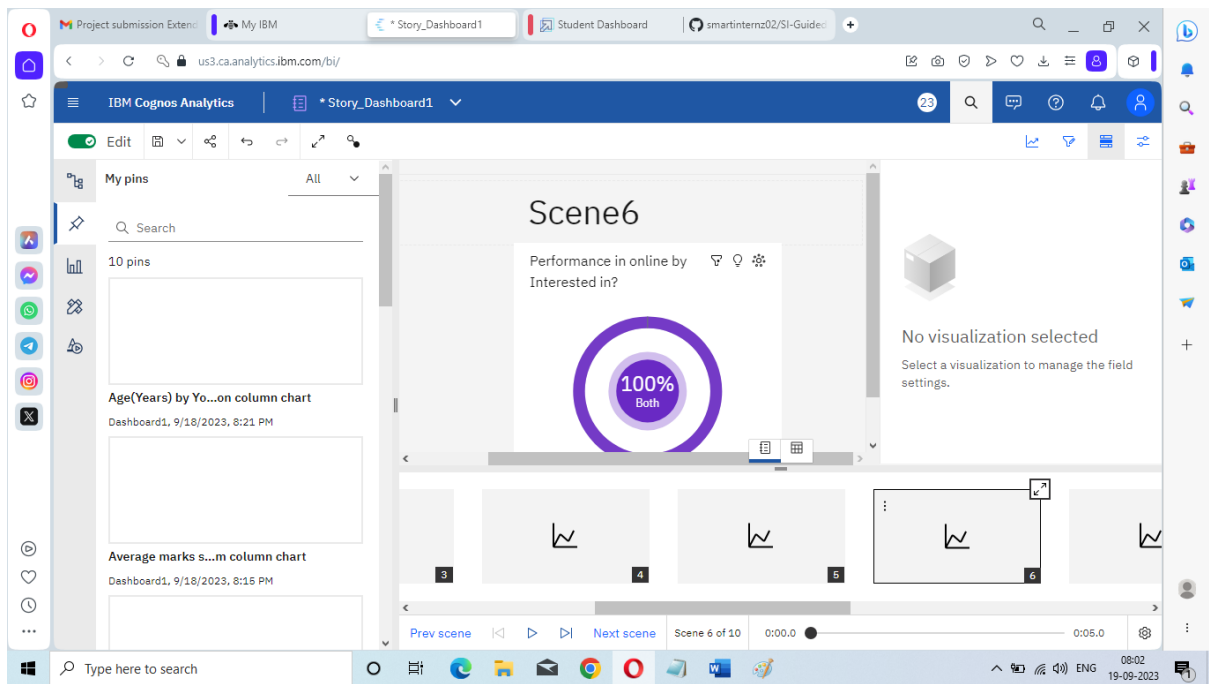 Project submission Extend
My IBM
* Story_Dashboard1
Student Dashboard
smartinternz02/SI-Guided
us3.ca.analytics.ibm.com/bi/
IBM Cognos Analytics
* Story_Dashboard1
23
Edit
My pins
All
Search
10 pins
Age(Years) by Yo...on column chart
Dashboard1, 9/18/2023, 8:21 PM
Average marks s...m column chart
Dashboard1, 9/18/2023, 8:15 PM
Scene6
Performance in online by
Interested in?
100%
Both
No visualization selected
Select a visualization to manage the field
settings.
3
4
5
6
Prev scene
Next scene
Scene 6 of 10
0:00.0
0:05.0
Type here to search
ENG
08:02
19-09-2023
1